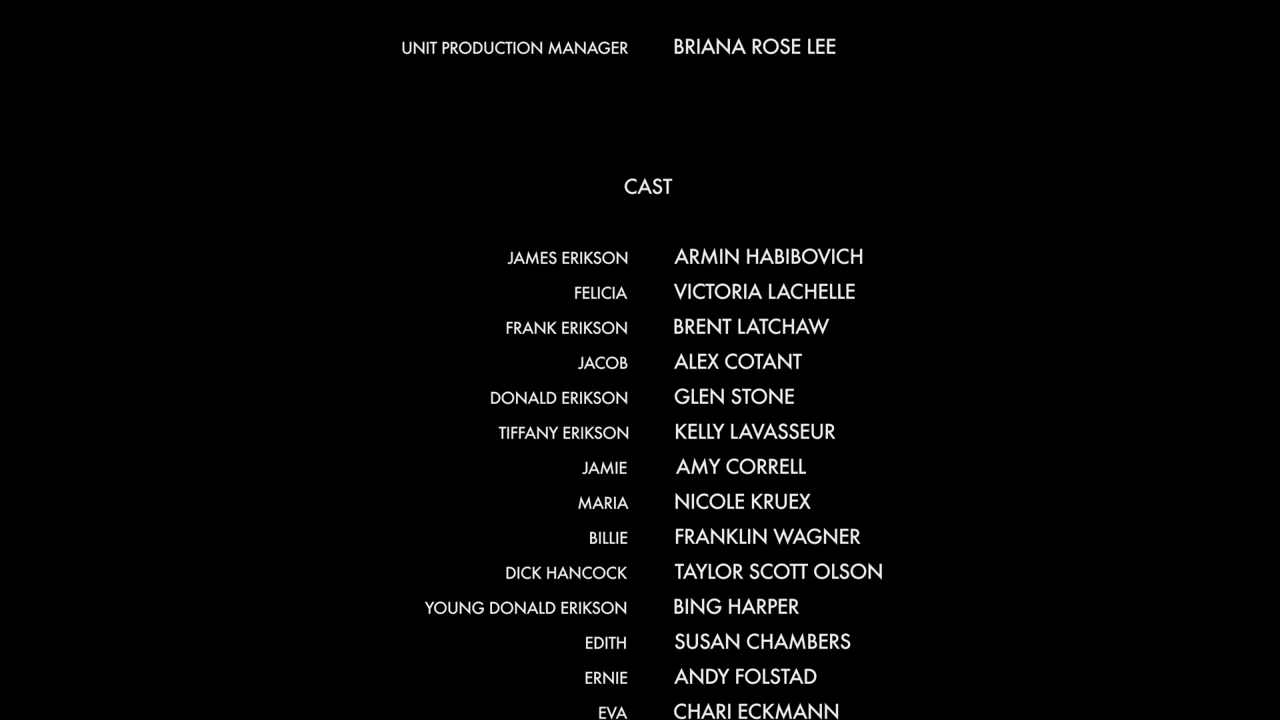 UNIT PRODUCTION MANAGER BRIANA ROSE LEE
CAST
JAMES ERIKSON ARMIN HABIBOVICH
FELICIA VICTORIA LACHELLE
FRANK ERIKSON BRENT LATCHAW
JACOB ALEX COTANT
DONALD ERIKSON GLEN STONE
TIFFANY ERIKSON KELLY LAVASSEUR
JAMIE AMY CORRELL
MARIA NICOLE KRUEX
BILLIE FRANKLIN WAGNER
DICK HANCOCK TAYLOR SCOTT OLSON
YOUNG DONALD ERIKSON BING HARPER
EDITH SUSAN CHAMBERS
ERNIE ANDY FOLSTAD
EVA CHARI ECKMANN